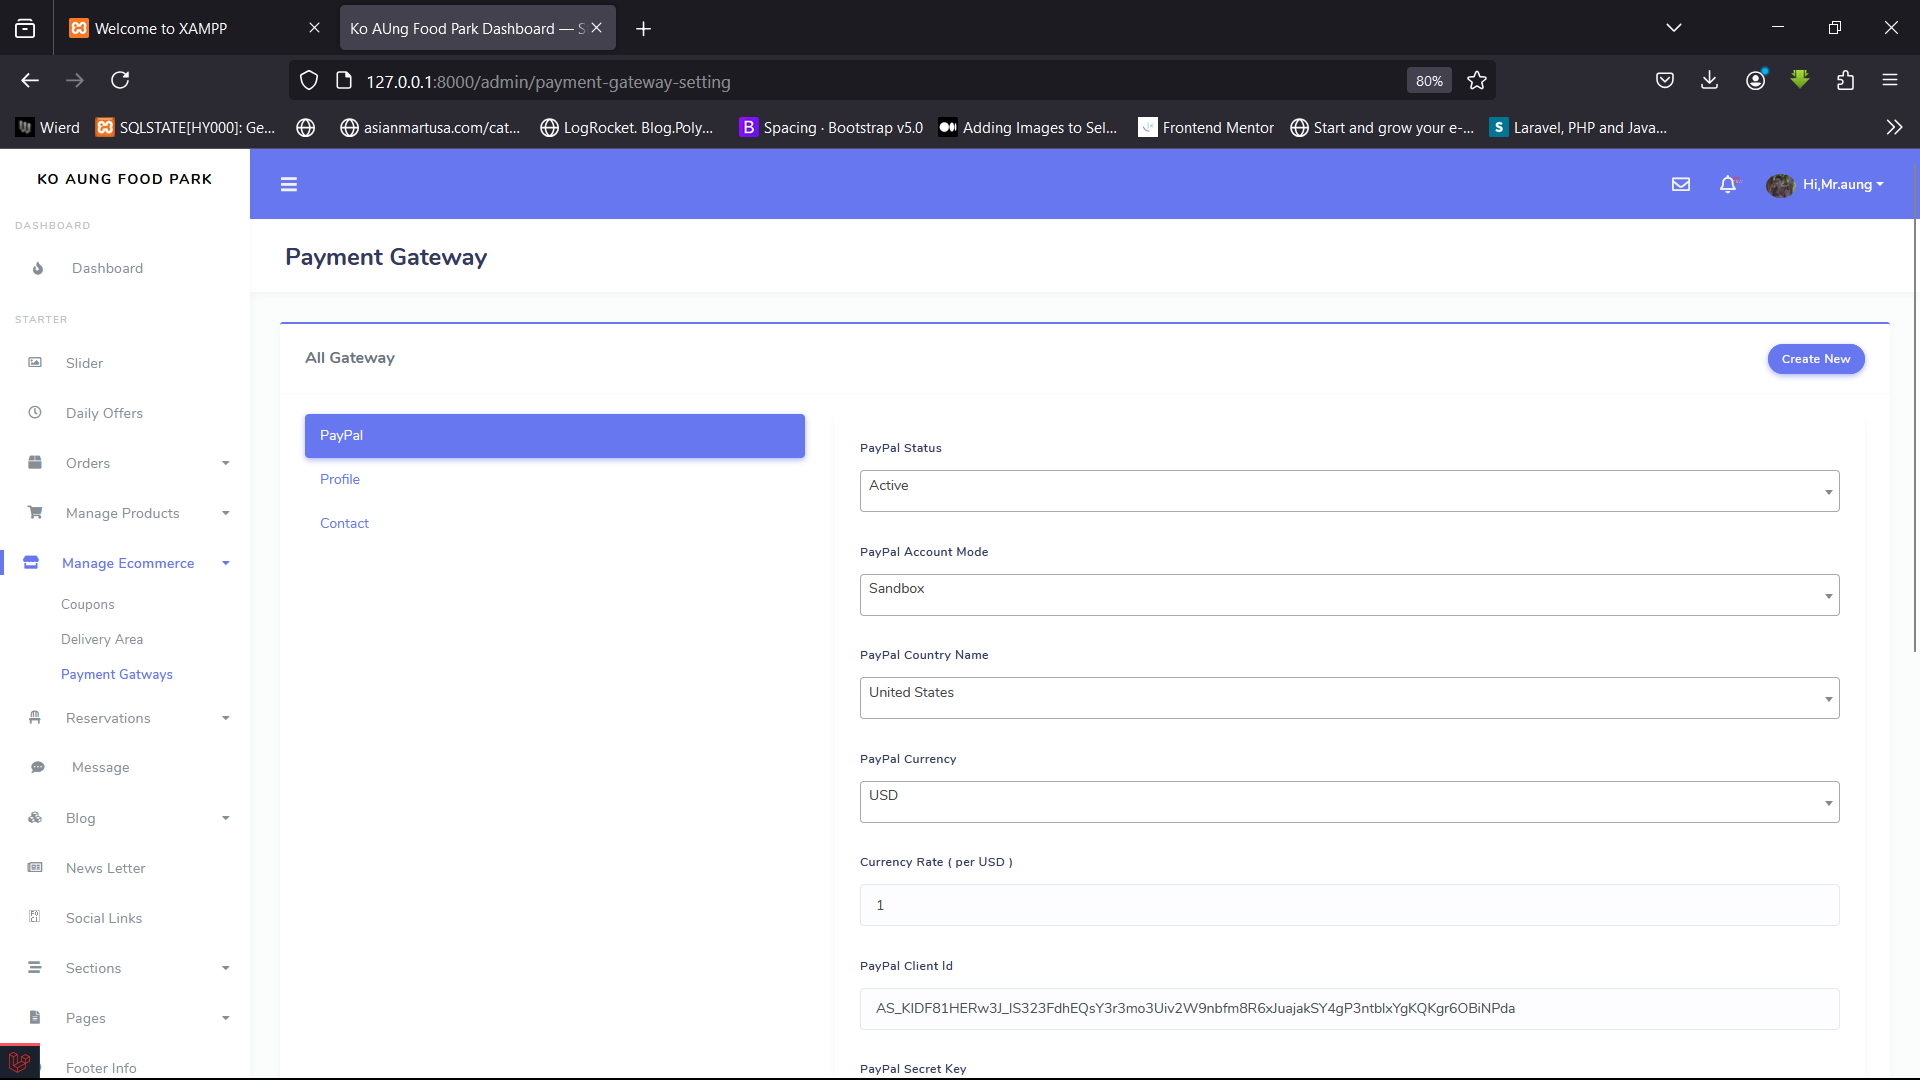 Welcome to XAMPP
Ko AUng Food Park Dashboard — S
127.0.0.1:8000/admin/payment-gateway-setting
80%
Wierd
SQLSTATE[HY000]: Ge...
asianmartusa.com/cat...
LogRocket. Blog.Poly...
Spacing · Bootstrap v5.0
Adding Images to Sel...
Frontend Mentor
Start and grow your e-...
Laravel, PHP and Java...
KO AUNG FOOD PARK
Hi,Mr.aung
DASHBOARD
Dashboard
STARTER
Slider
Daily Offers
Orders
Manage Products
Manage Ecommerce
Coupons
Delivery Area
Payment Gatways
Reservations
Message
Blog
News Letter
Social Links
Sections
Pages
Footer Info
Payment Gateway
All Gateway
Create New
PayPal
Profile
Contact
PayPal Status
Active
PayPal Account Mode
Sandbox
PayPal Country Name
United States
PayPal Currency
USD
Currency Rate ( per USD )
1
PayPal Client Id
PayPal Secret Key